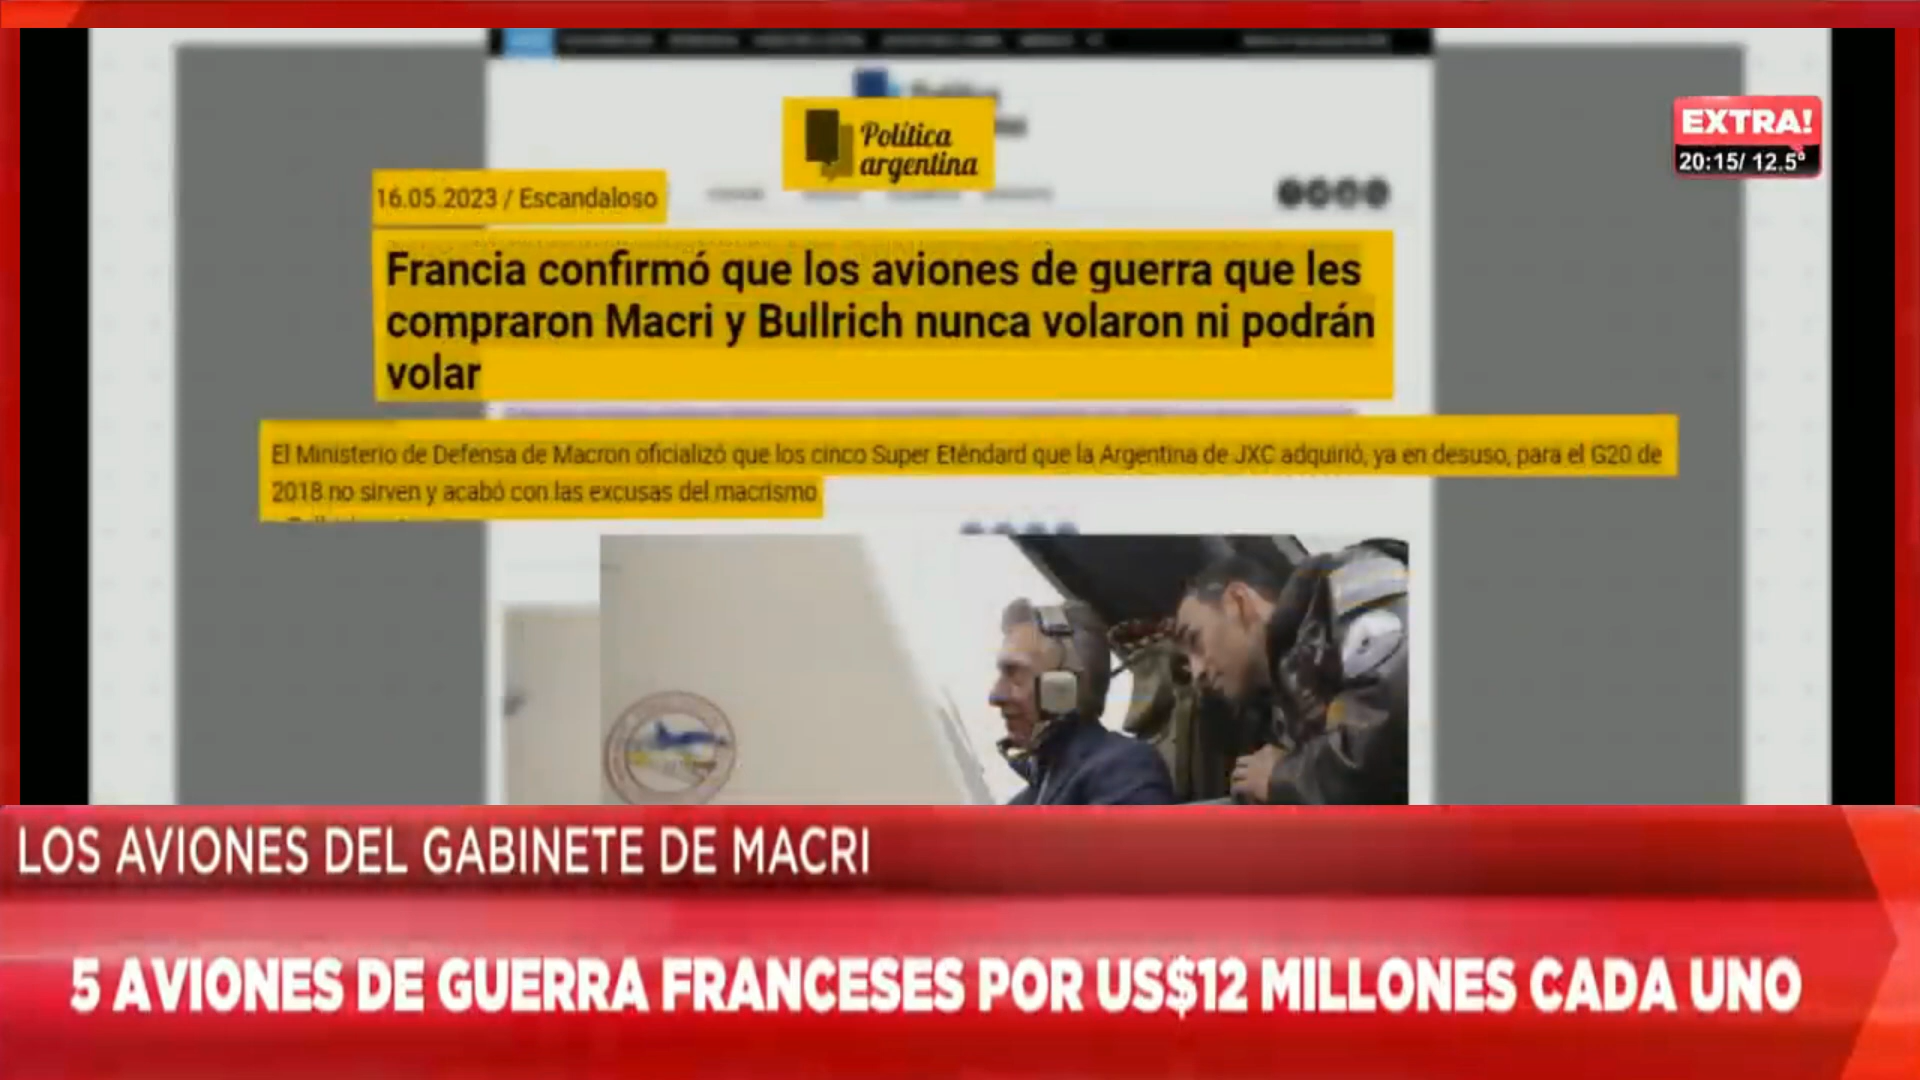 EXTRA!
20:15/ 12.5°
Política
argentina
16.05.2023 / Escandaloso
Francia confirmó que los aviones de guerra que les
compraron Macri y Bullrich nunca volaron ni podrán
volar
El Ministerio de Defensa de Macron oficializó que los cinco Super Eténdard que la Argentina de JXC adquirió, ya en desuso, para el G20 de
2018 no sirven y acabó con las excusas del macrismo
LOS AVIONES DEL GABINETE DE MACRI
5 AVIONES DE GUERRA FRANCESES POR US$12 MILLONES CADA UNO